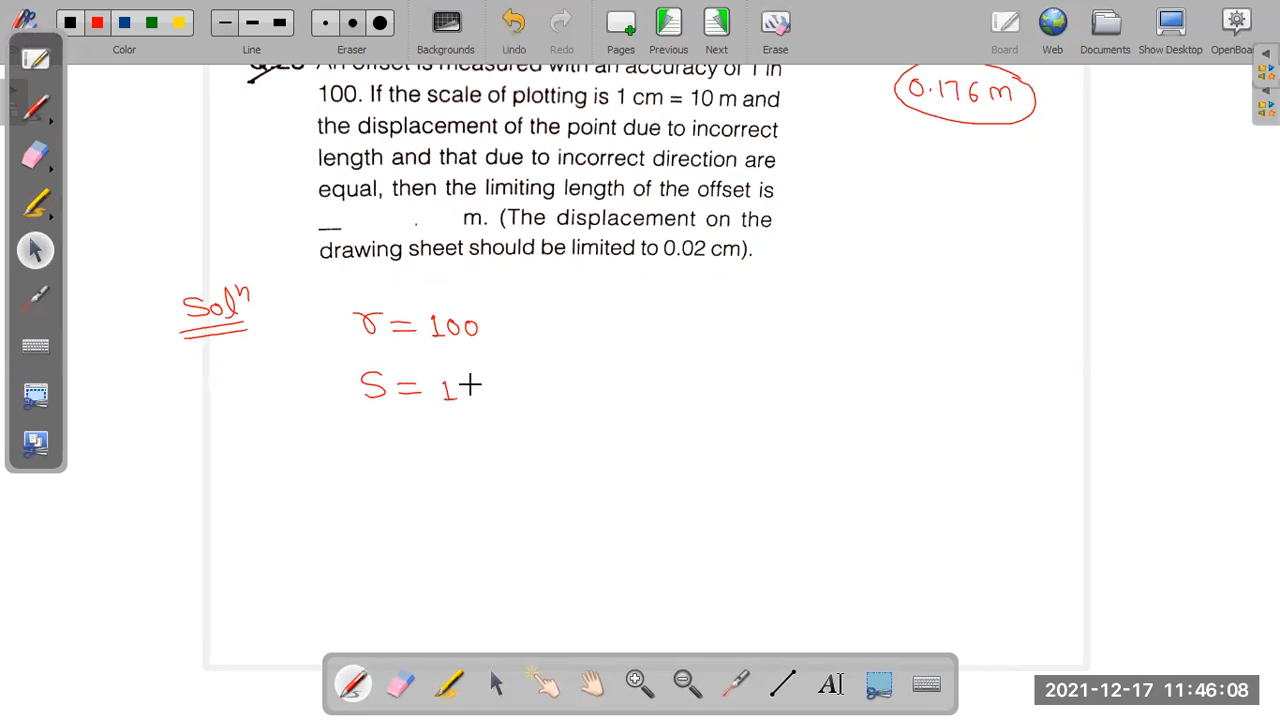 Color
Line
Eraser
Backgrounds
Undo
Redo
Pages
Previous
Next
Erase
Board
Web
Documents
Show Desktop
OpenBoa
An offset is measured with an accuracy of 1 in
100. If the scale of plotting is 1 cm = 10 m and
the displacement of the point due to incorrect
length and that due to incorrect direction are
equal, then the limiting length of the offset is
__ m. (The displacement on the
drawing sheet should be limited to 0.02 cm).
0.176 m
Solⁿ
r = 100
S = 1
2021-12-17 11:46:08